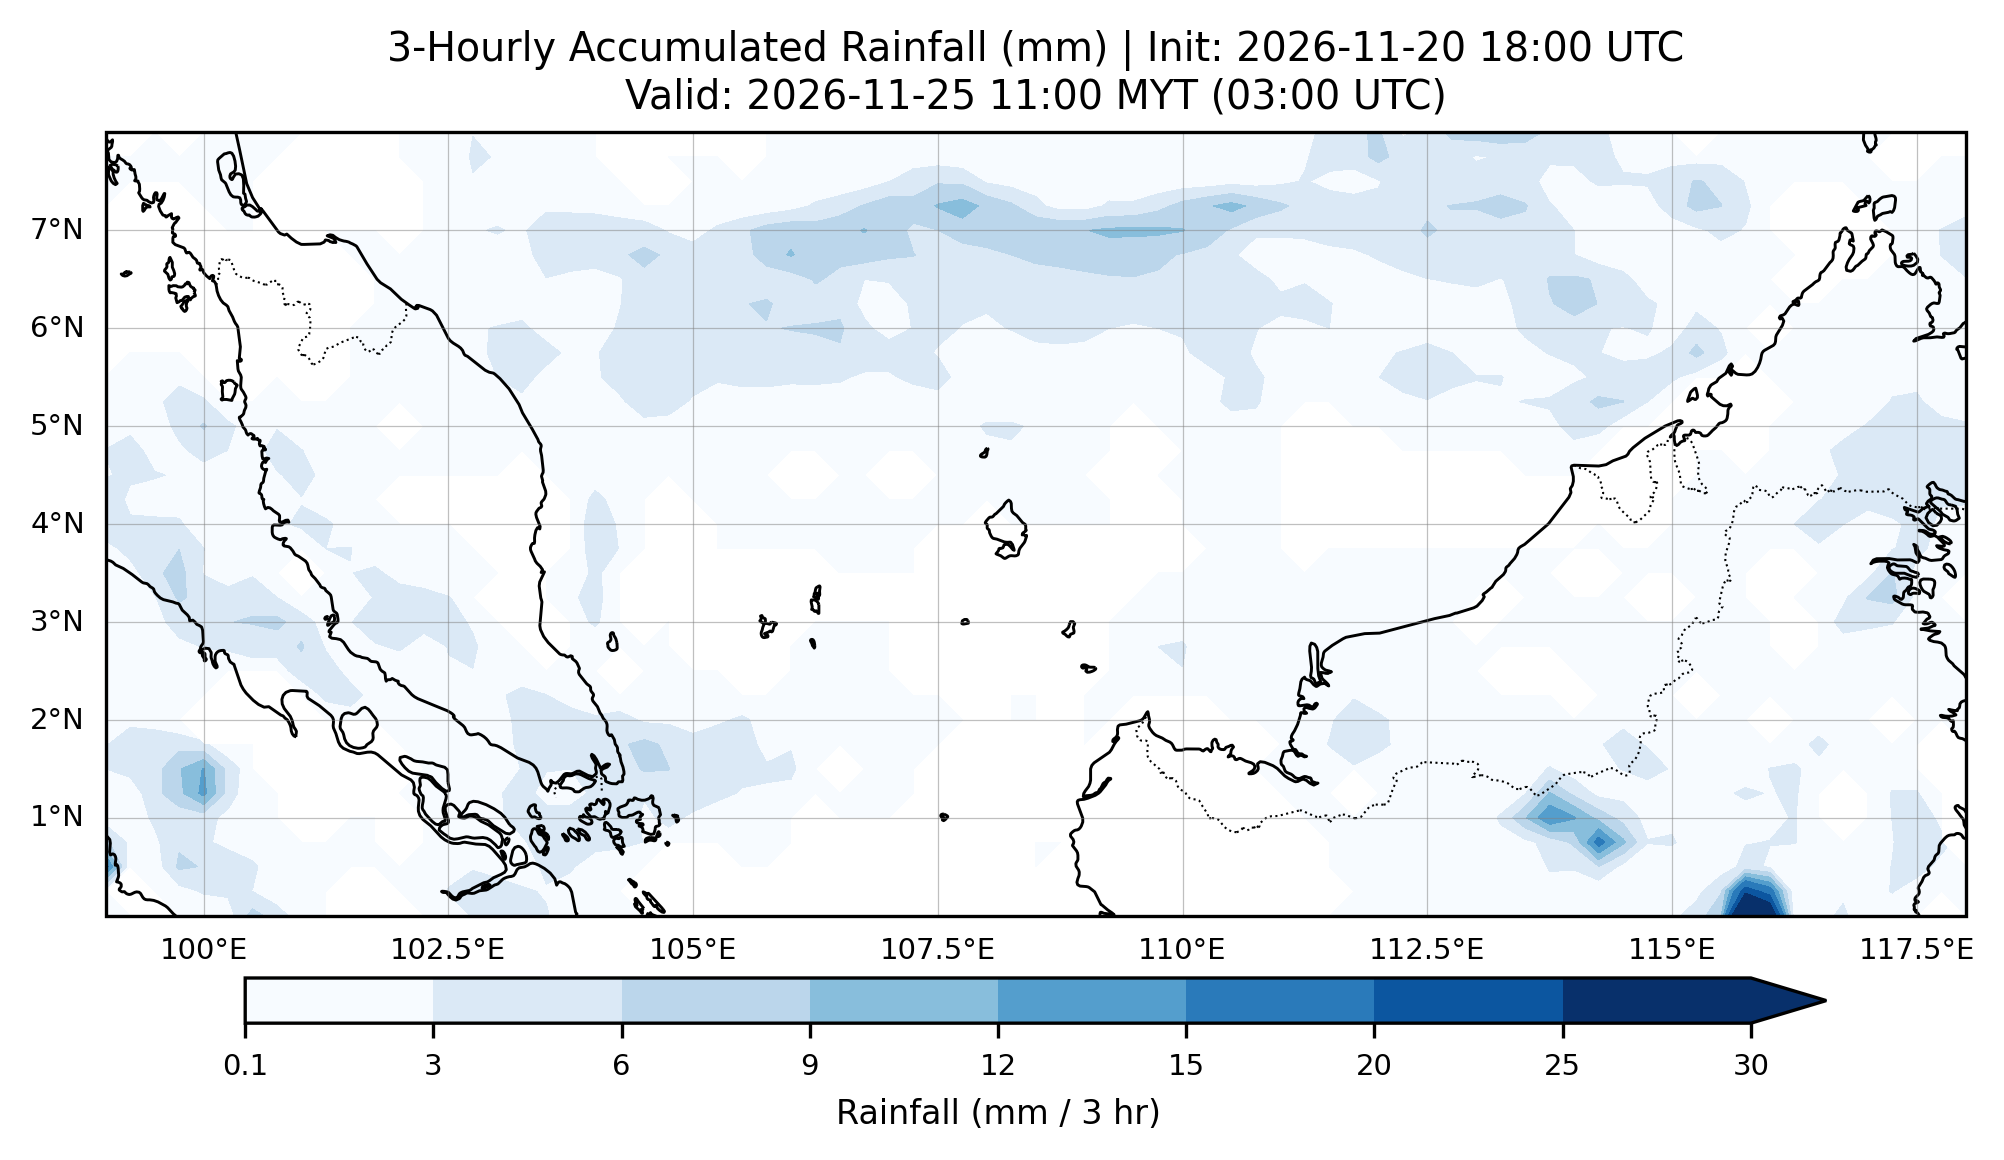 3-Hourly Accumulated Rainfall (mm) | Init: 2026-11-20 18:00 UTC
Valid: 2026-11-25 11:00 MYT (03:00 UTC)
7°N
6°N
5°N
4°N
3°N
2°N
1°N
100°E 102.5°E 105°E 107.5°E 110°E 112.5°E 115°E 117.5°E
0.1 3 6 9 12 15 20 25 30
Rainfall (mm / 3 hr)